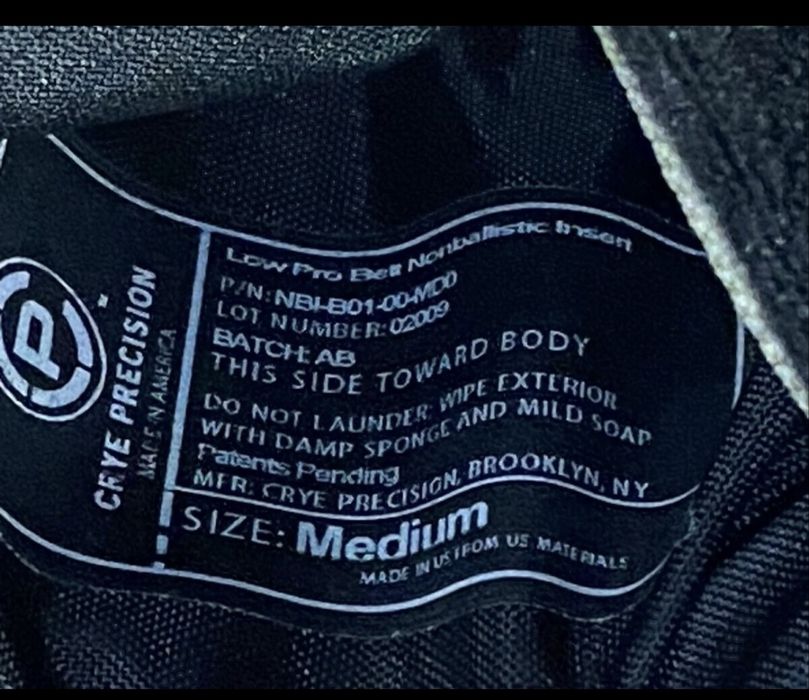 CP
™
CRYE PRECISION
MADE IN AMERICA
Low Pro Belt Nonballistic Insert
P/N: NBI-B01-00-MD0
LOT NUMBER: 02009
BATCH: AB
THIS SIDE TOWARD BODY
DO NOT LAUNDER: WIPE EXTERIOR
WITH DAMP SPONGE AND MILD SOAP
Patents Pending
MFR: CRYE PRECISION, BROOKLYN, NY
SIZE: Medium
MADE IN US FROM US MATERIALS